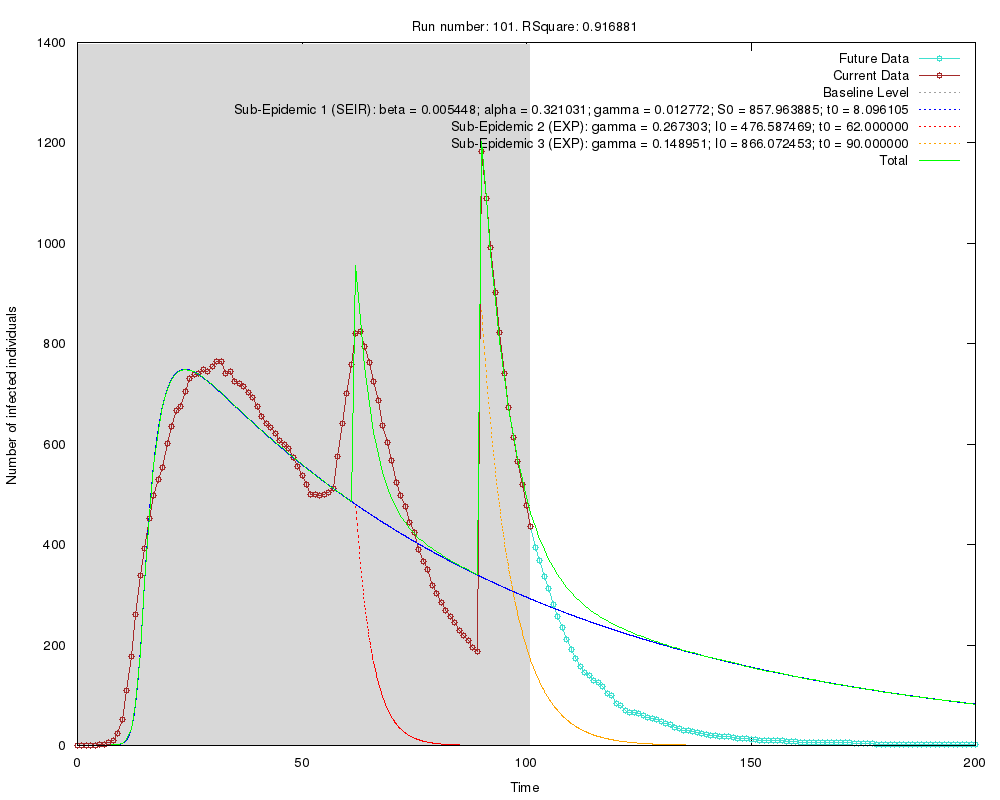 Run number: 101. RSquare: 0.916881
Future Data
Current Data
Baseline Level
Sub-Epidemic 1 (SEIR): beta = 0.005448; alpha = 0.321031; gamma = 0.012772; S0 = 857.963885; t0 = 8.096105
Sub-Epidemic 2 (EXP): gamma = 0.267303; I0 = 476.587469; t0 = 62.000000
Sub-Epidemic 3 (EXP): gamma = 0.148951; I0 = 866.072453; t0 = 90.000000
Total
Number of infected individuals
1400
1200
1000
800
600
400
200
0
0 50 100 150 200
Time